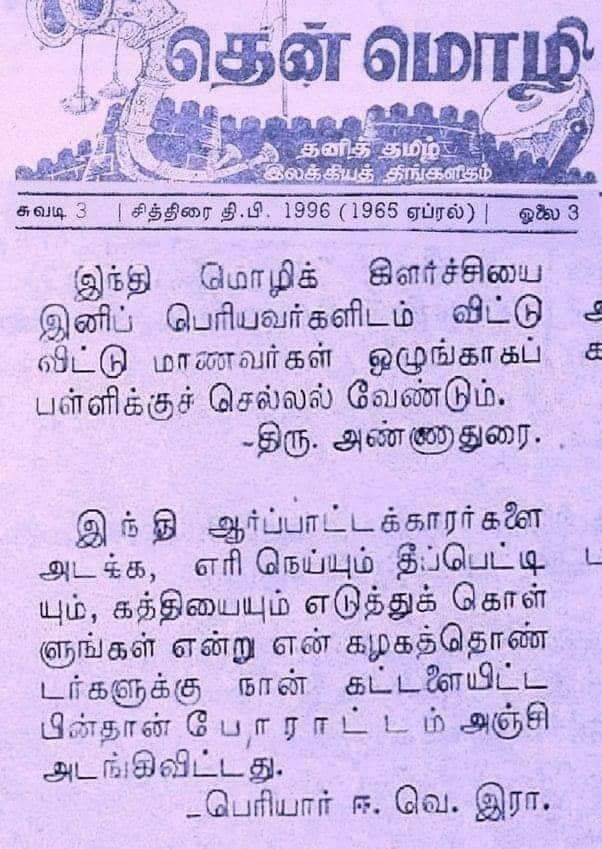 தென் மொழி
தனித் தமிழ்
இலக்கியத் திங்களிதழ்
சுவடி 3 | சித்திரை தி.பி. 1996 (1965 ஏப்ரல்) | ஓலை 3
இந்தி மொழிக் கிளர்ச்சியை
இனிப் பெரியவர்களிடம் விட்டு
விட்டு மாணவர்கள் ஒழுங்காகப்
பள்ளிக்குச் செல்லல் வேண்டும்.
-திரு. அண்ணாதுரை.
இந்தி ஆர்ப்பாட்டக்காரர்களை
அடக்க, எரி நெய்யும் தீப்பெட்டி
யும், கத்தியையும் எடுத்துக் கொள்
ளுங்கள் என்று என் கழகத்தொண்
டர்களுக்கு நான் கட்டளையிட்ட
பின்தான் போராட்டம் அஞ்சி
அடங்கிவிட்டது.
-பெரியார் ஈ. வெ. இரா.